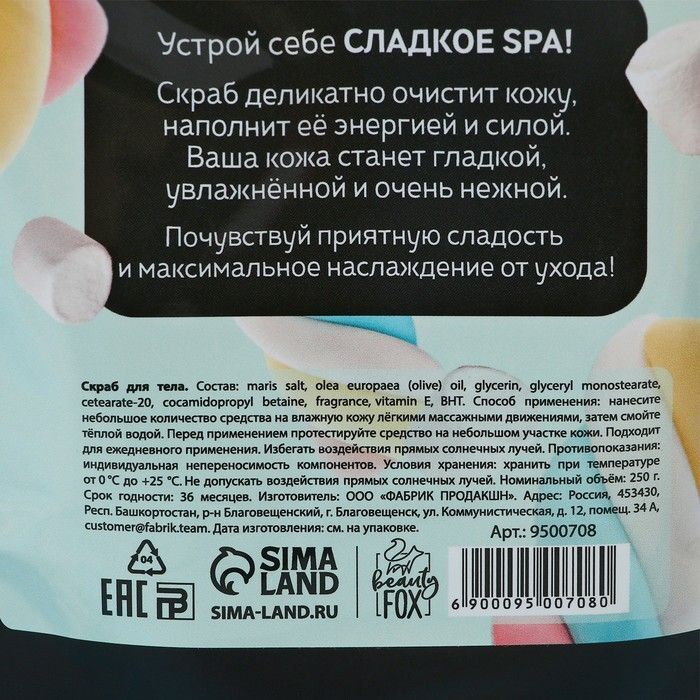 Устрой себе СЛАДКОЕ SPA!
Скраб деликатно очистит кожу,
наполнит её энергией и силой.
Ваша кожа станет гладкой,
увлажнённой и очень нежной.
Почувствуй приятную сладость
и максимальное наслаждение от ухода!
Скраб для тела. Состав: maris salt, olea europaea (olive) oil, glycerin, glyceryl monostearate,
cetearate-20, cocamidopropyl betaine, fragrance, vitamin E, BHT. Способ применения: нанесите
небольшое количество средства на влажную кожу лёгкими массажными движениями, затем смойте
тёплой водой. Перед применением протестируйте средство на небольшом участке кожи. Подходит
для ежедневного применения. Избегать воздействия прямых солнечных лучей. Противопоказания:
индивидуальная непереносимость компонентов. Условия хранения: хранить при температуре
от 0 °C до +25 °C. Не допускать воздействия прямых солнечных лучей. Номинальный объём: 250 г.
Срок годности: 36 месяцев. Изготовитель: ООО «ФАБРИК ПРОДАКШН». Адрес: Россия, 453430,
Респ. Башкортостан, р-н Благовещенский, г. Благовещенск, ул. Коммунистическая, д. 12, помещ. 34 А,
customer@fabrik.team. Дата изготовления: см. на упаковке.
Арт.: 9500708
04
EAC
SIMA
LAND
SIMA-LAND.RU
beauty
FOX
6 900095 007080